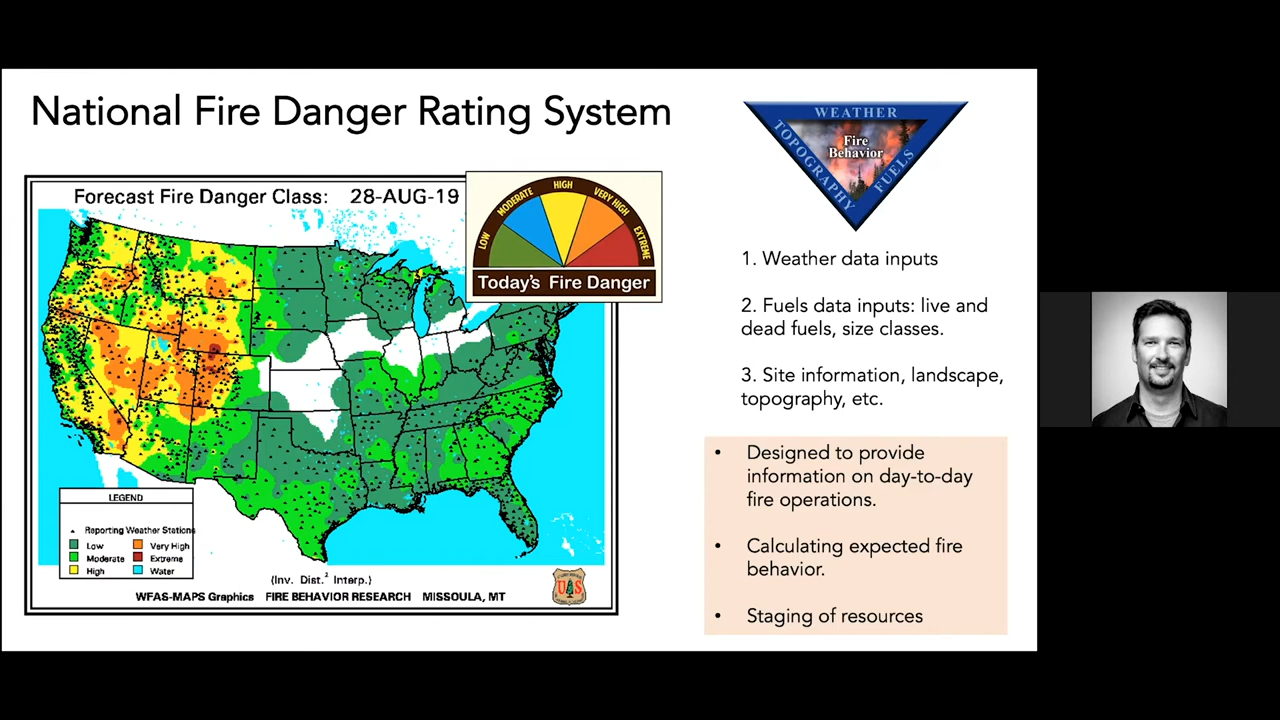 National Fire Danger Rating System
Forecast Fire Danger Class: 28-AUG-19
LOW
MODERATE
HIGH
VERY HIGH
EXTREME
Today's Fire Danger
LEGEND
Reporting Weather Stations
Low
Very High
Moderate
Extreme
High
Water
(Inv. Dist.² Interp.)
WFAS-MAPS Graphics FIRE BEHAVIOR RESEARCH MISSOULA, MT
U S
WEATHER
TOPOGRAPHY
FUELS
Fire
Behavior
1. Weather data inputs
2. Fuels data inputs: live and
dead fuels, size classes.
3. Site information, landscape,
topography, etc.
• Designed to provide
information on day-to-day
fire operations.
• Calculating expected fire
behavior.
• Staging of resources